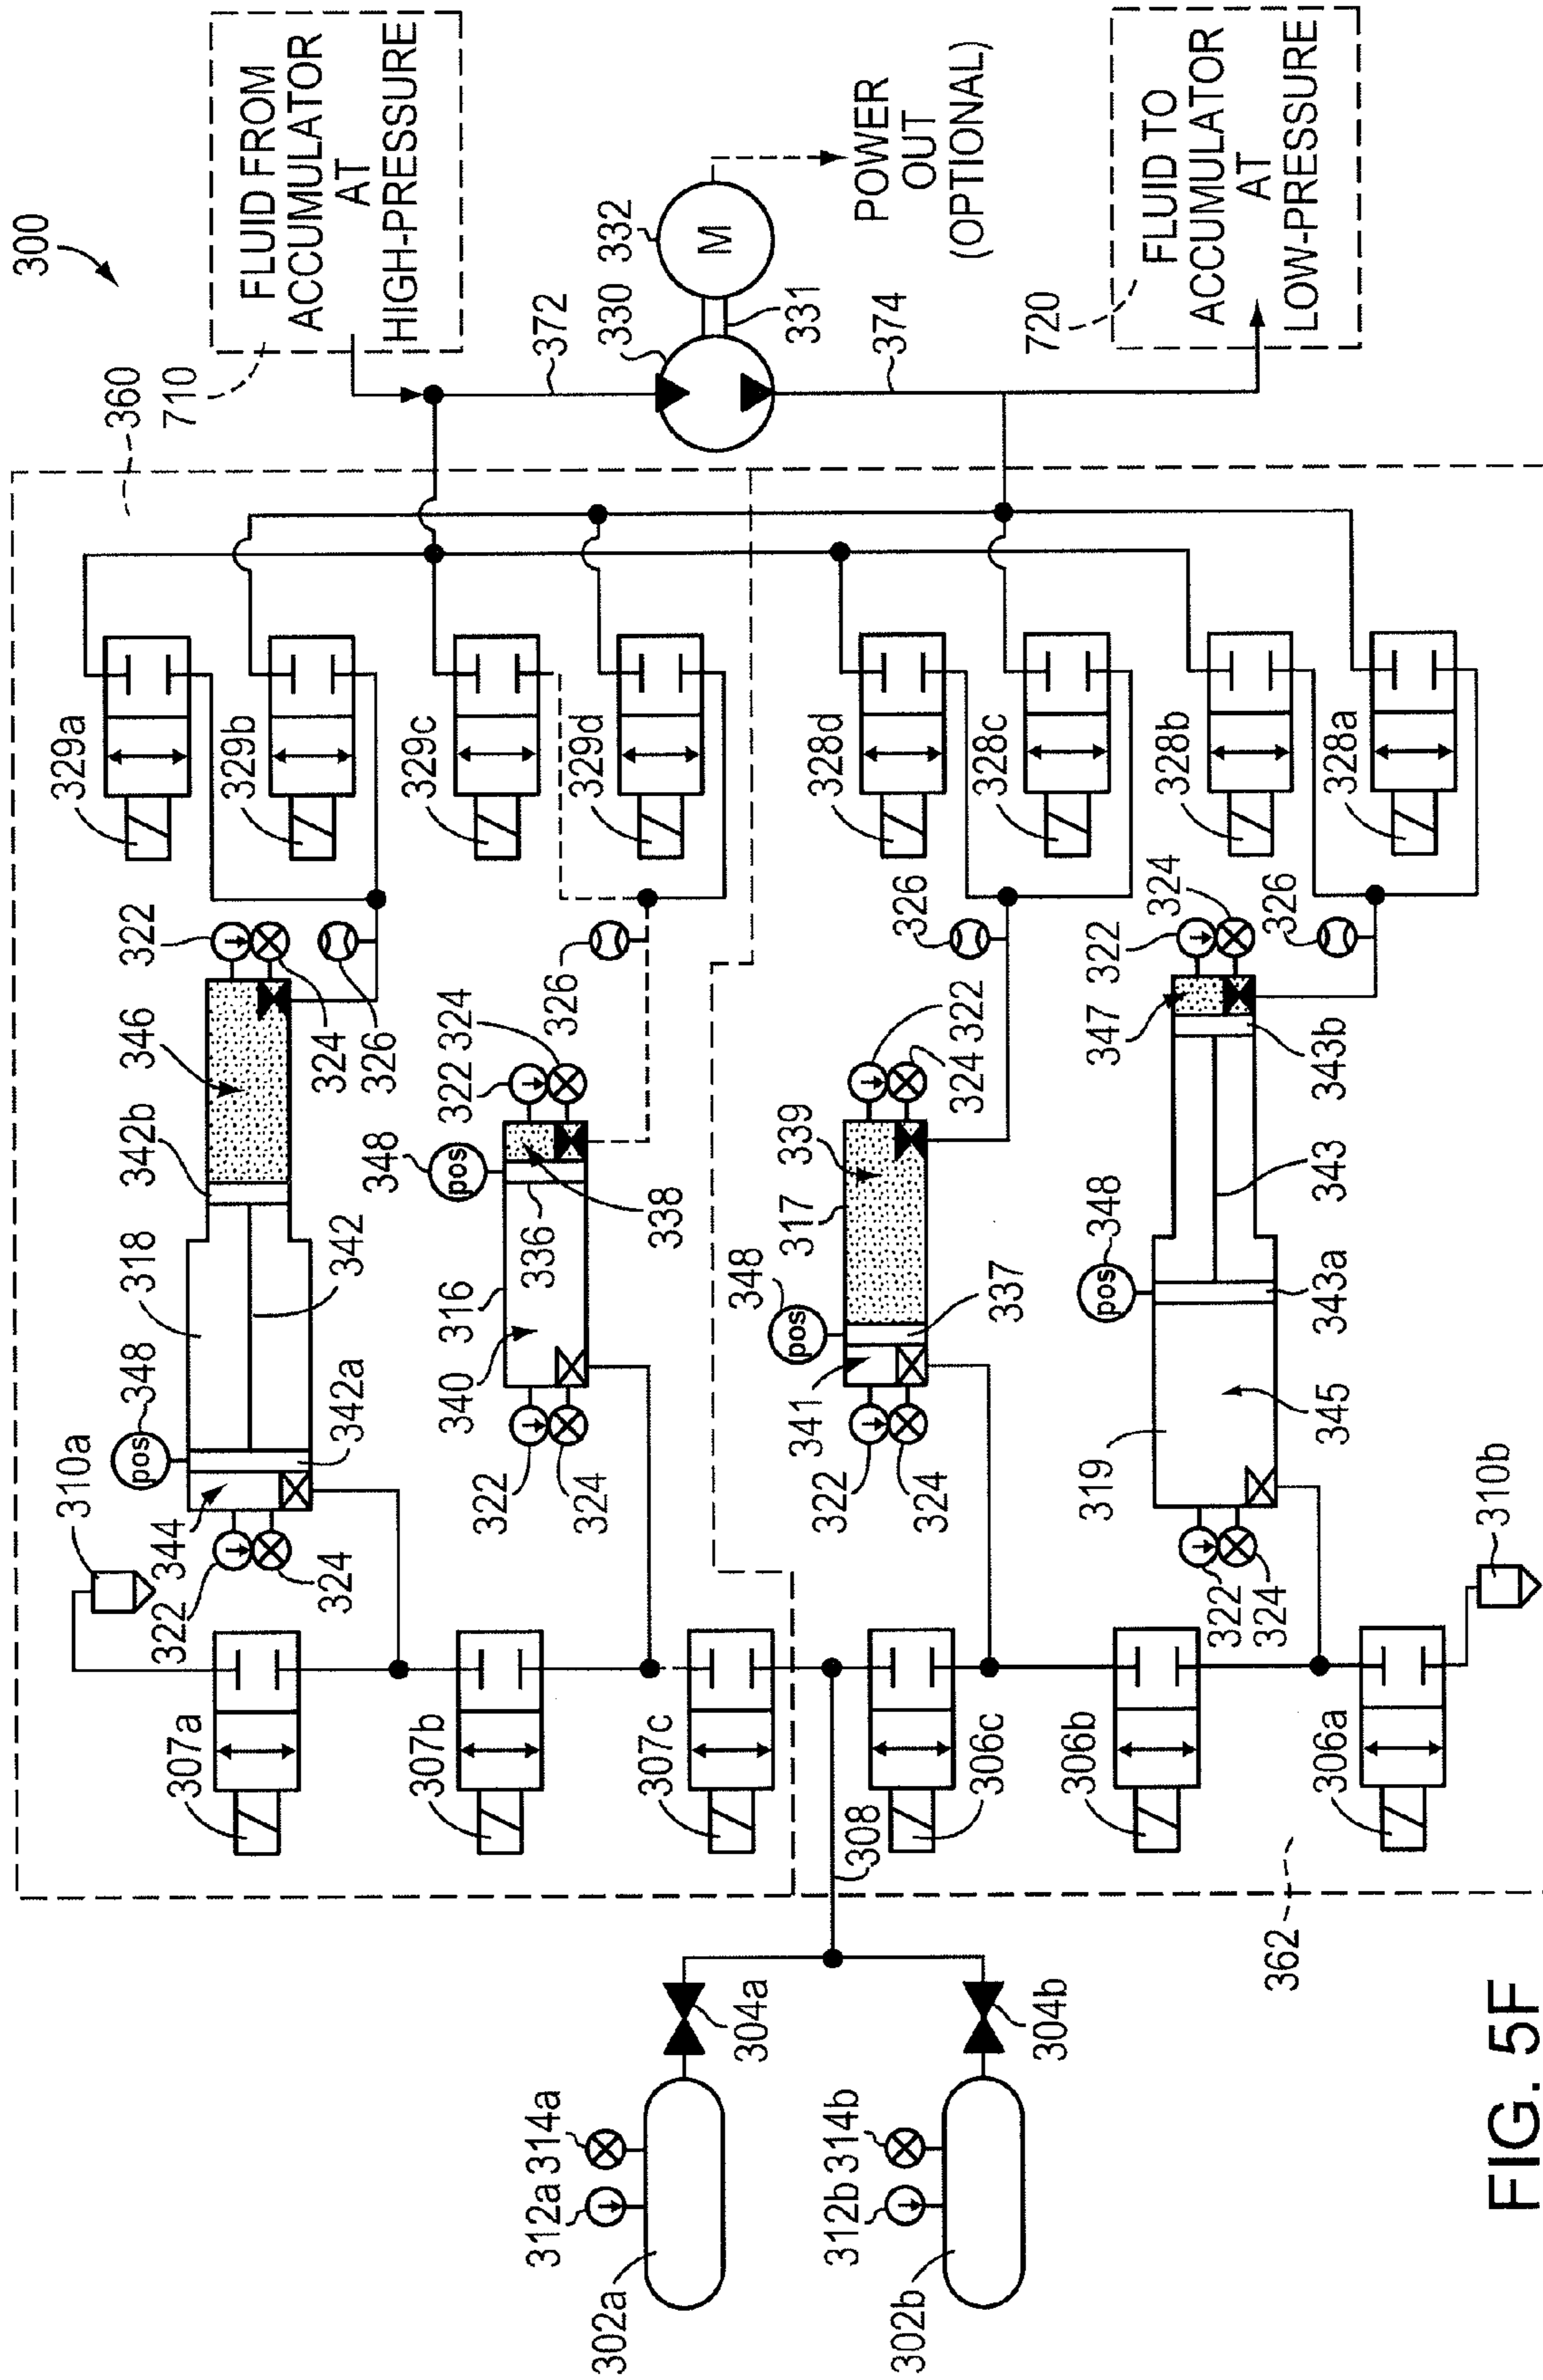 300
FLUID FROM
ACCUMULATOR
AT
HIGH-PRESSURE
710
360
372
330
332
M
331
POWER
OUT
(OPTIONAL)
374
720
FLUID TO
ACCUMULATOR
AT
LOW-PRESSURE
329a
329b
329c
329d
328d
328c
328b
328a
322
324
326
346
342b
318
342
348
pos
342a
344
310a
322
324
326
324
322
348
pos
338
336
316
340
322
324
326
322
324
339
317
348
pos
337
341
322
324
322
324
326
347
343b
343
348
pos
343a
345
319
322
324
310b
307a
307b
307c
306c
306b
306a
308
362
304a
304b
314a
312a
302a
314b
312b
302b
FIG. 5F